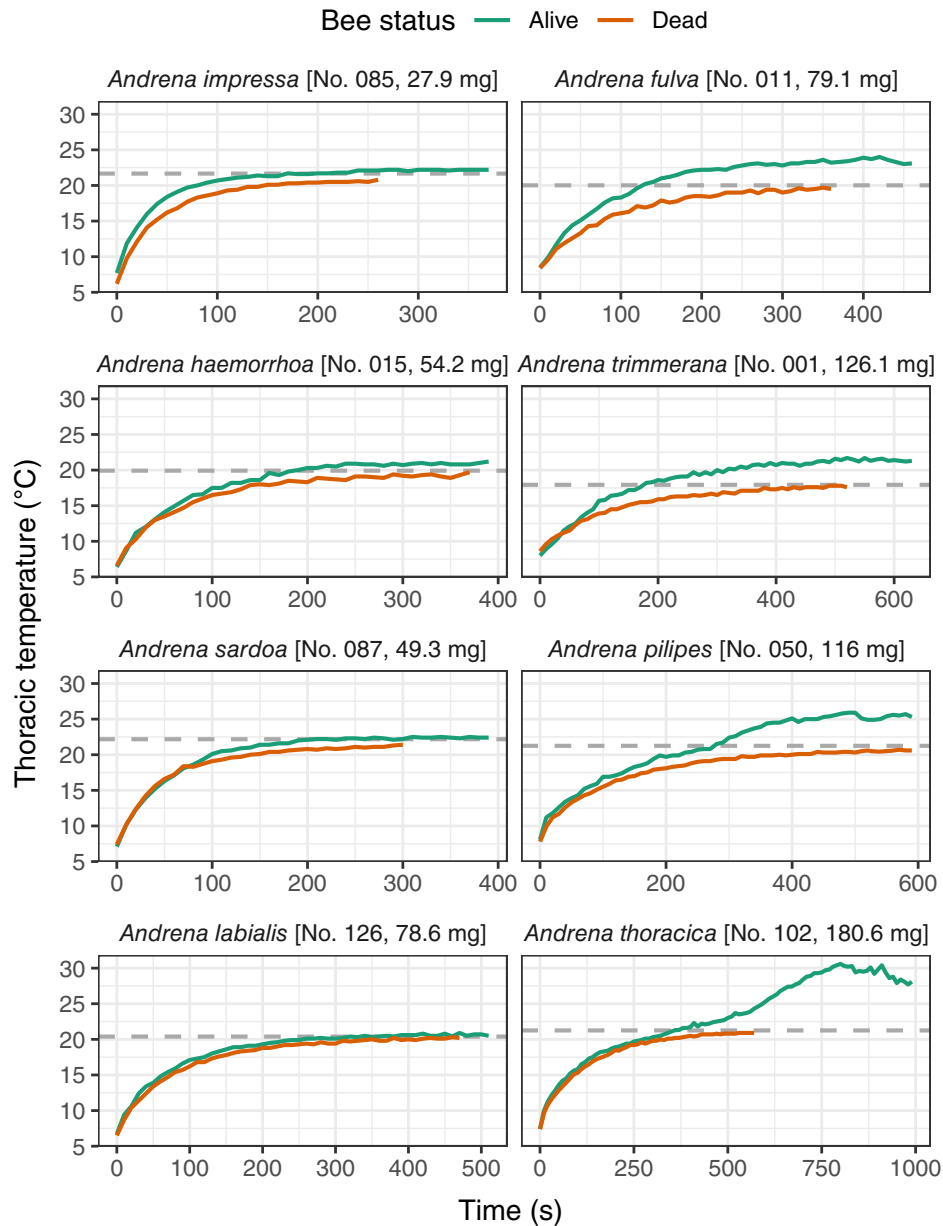 Bee status Alive Dead
Andrena impressa [No. 085, 27.9 mg]
Andrena fulva [No. 011, 79.1 mg]
30
25
20
15
10
5
0 100 200 300
0 200 400
Andrena haemorrhoa [No. 015, 54.2 mg]
Andrena trimmerana [No. 001, 126.1 mg]
30
25
20
15
10
5
0 100 200 300 400
0 200 400 600
Thoracic temperature (°C)
Andrena sardoa [No. 087, 49.3 mg]
Andrena pilipes [No. 050, 116 mg]
30
25
20
15
10
5
0 100 200 300 400
0 200 400 600
Andrena labialis [No. 126, 78.6 mg]
Andrena thoracica [No. 102, 180.6 mg]
30
25
20
15
10
5
0 100 200 300 400 500
0 250 500 750 1000
Time (s)